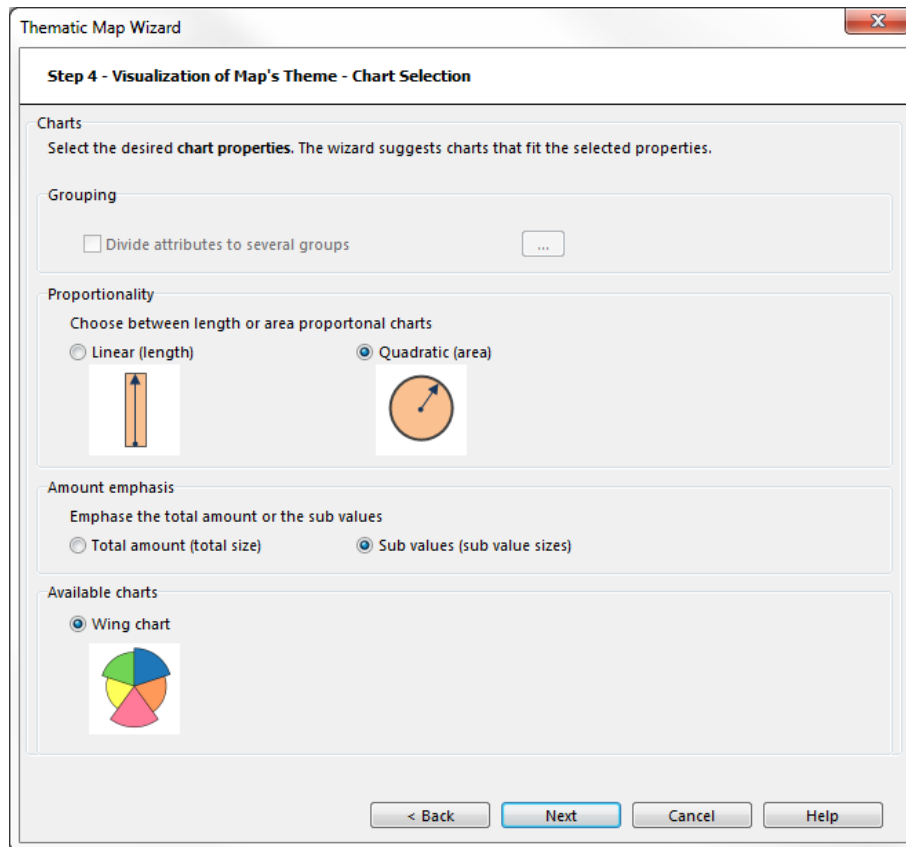 Thematic Map Wizard
Step 4 - Visualization of Map's Theme - Chart Selection
Charts
Select the desired chart properties. The wizard suggests charts that fit the selected properties.
Grouping
Divide attributes to several groups
...
Proportionality
Choose between length or area proportonal charts
Linear (length) Quadratic (area)
Amount emphasis
Emphase the total amount or the sub values
Total amount (total size) Sub values (sub value sizes)
Available charts
Wing chart
< Back Next Cancel Help